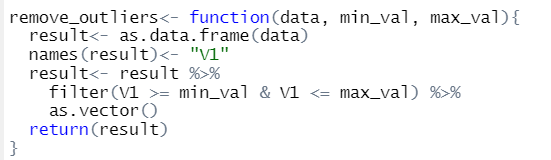 remove_outliers<- function(data, min_val, max_val){
  result<- as.data.frame(data)
  names(result)<- "V1"
  result<- result %>%
    filter(V1 >= min_val & V1 <= max_val) %>%
    as.vector()
  return(result)
}